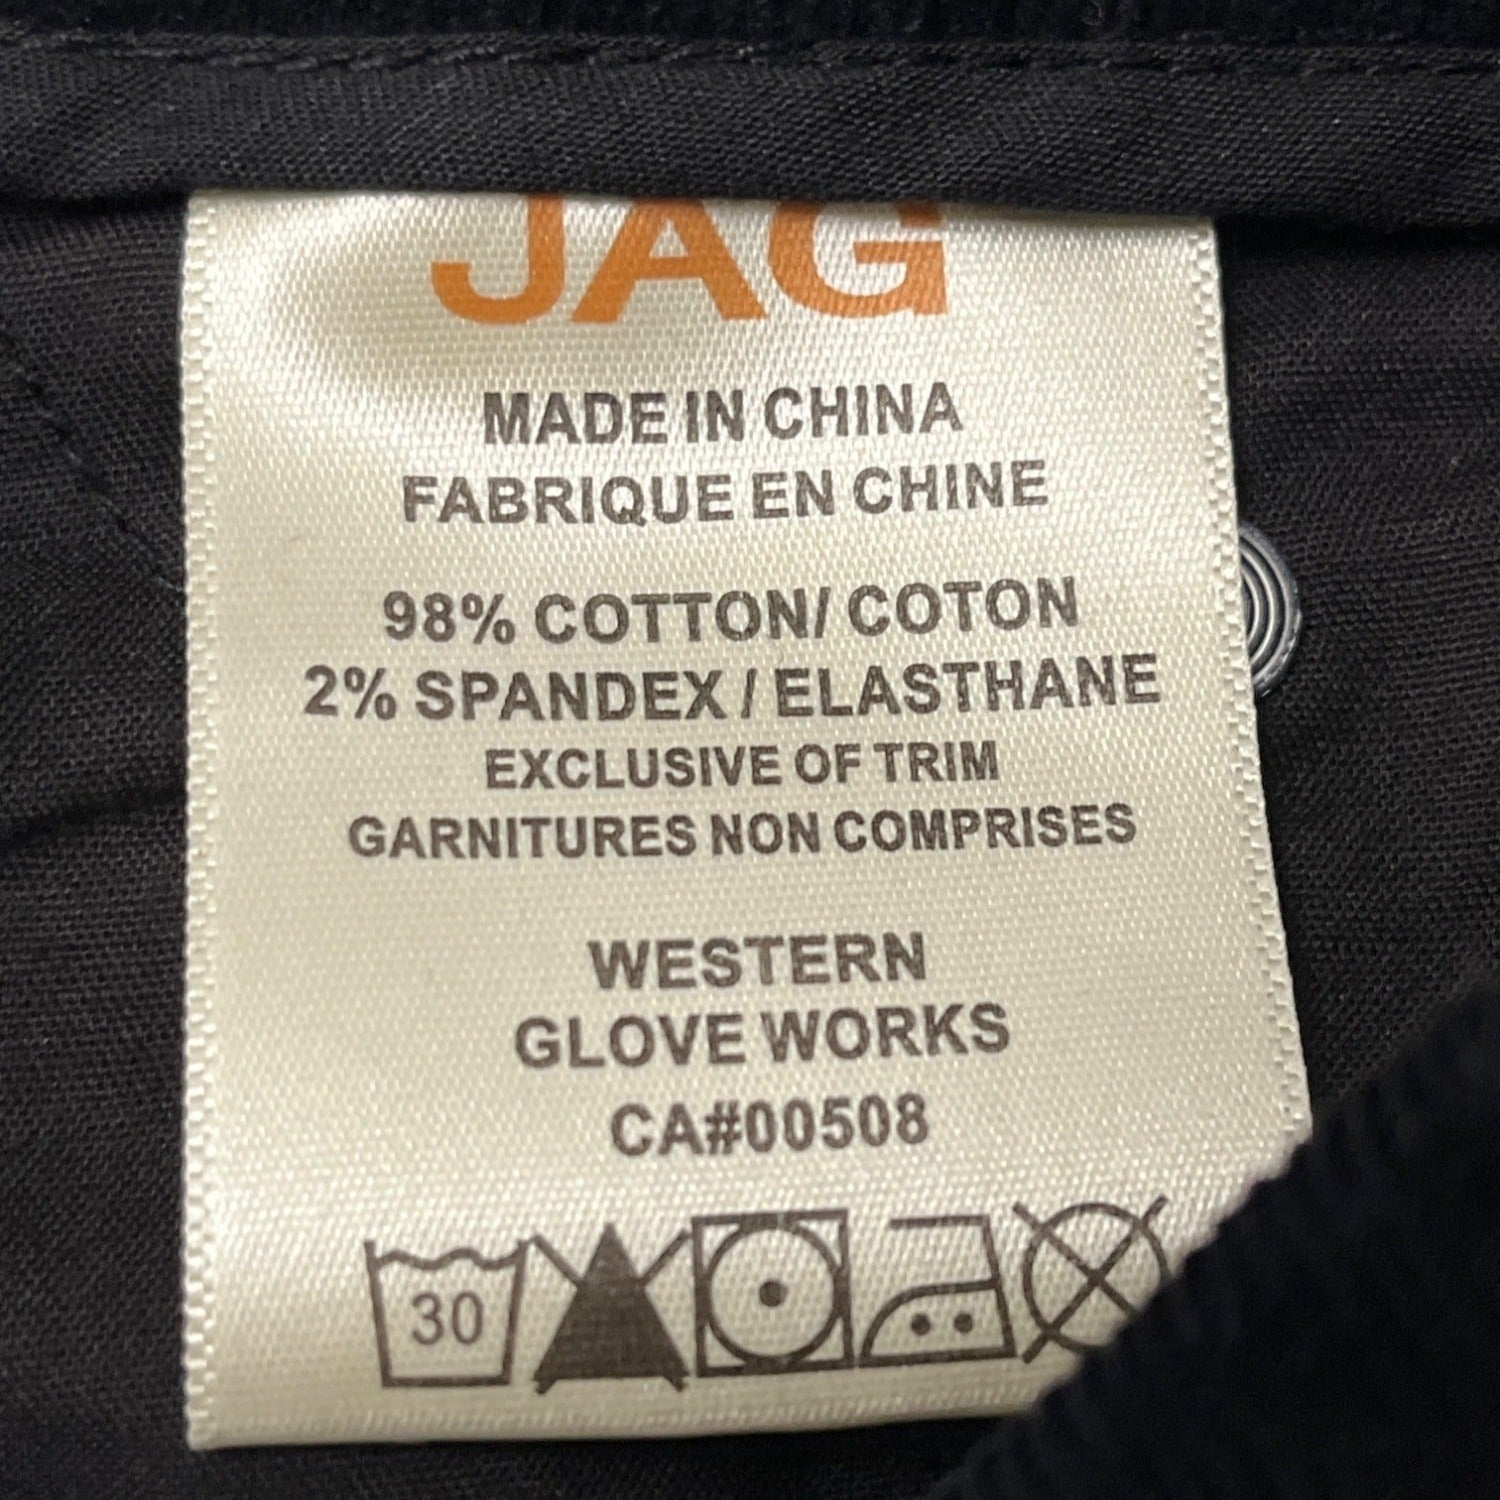 JAG
MADE IN CHINA
FABRIQUE EN CHINE
98% COTTON/ COTON
2% SPANDEX / ELASTHANE
EXCLUSIVE OF TRIM
GARNITURES NON COMPRISES
WESTERN
GLOVE WORKS
CA#00508
30